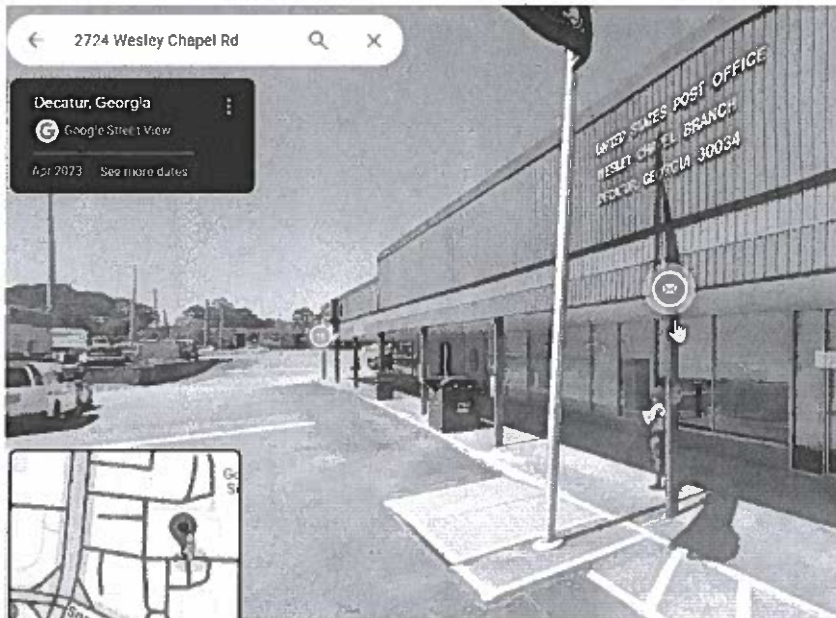 2724 Wesley Chapel Rd
Decatur, Georgia
Google Street View
Apr 2023 See more dates
UNITED STATES POST OFFICE
WESLEY CHAPEL BRANCH
DECATUR, GEORGIA 30034